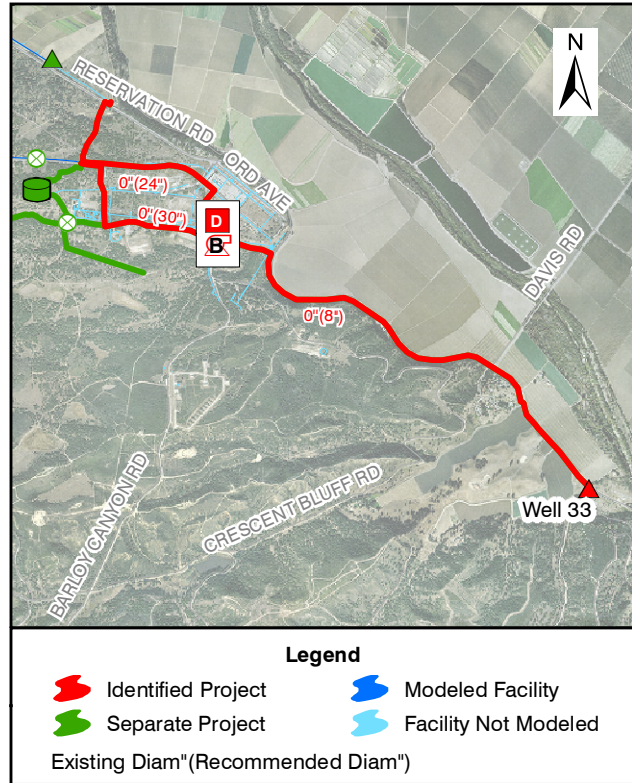 N
RESERVATION RD
ORD AVE
0"(24")
0"(30")
D
B
DAVIS RD
0"(8")
Well 33
CRESCENT BLUFF RD
BARLOY CANYON RD
Legend
Identified Project
Modeled Facility
Separate Project
Facility Not Modeled
Existing Diam"(Recommended Diam")